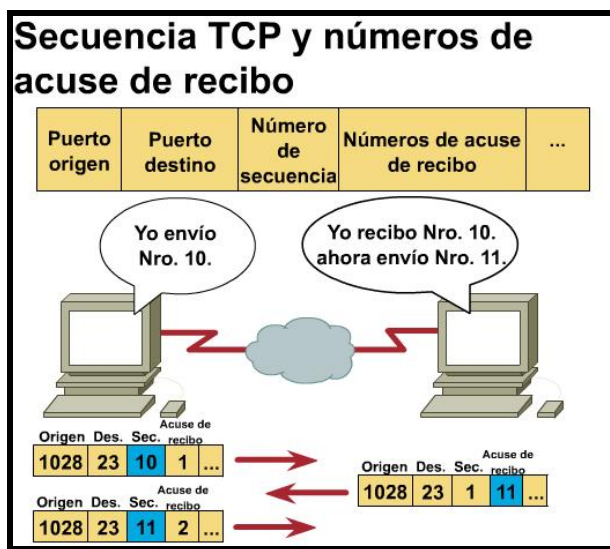 Secuencia TCP y números de
acuse de recibo
Puerto origen
Puerto destino
Número de secuencia
Números de acuse de recibo
...
Yo envío
Nro. 10.
Yo recibo Nro. 10.
ahora envío Nro. 11.
Origen Des. Sec. Acuse de recibo
1028 23 10 1 ...
Origen Des. Sec. Acuse de recibo
1028 23 1 11 ...
Origen Des. Sec. Acuse de recibo
1028 23 11 2 ...